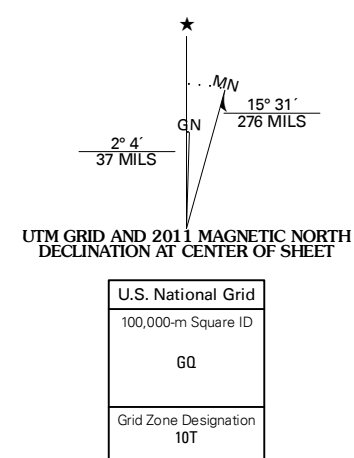 ★
MN
GN
15° 31´
276 MILS
2° 4´
37 MILS
UTM GRID AND 2011 MAGNETIC NORTH
DECLINATION AT CENTER OF SHEET
U.S. National Grid
100,000-m Square ID
GQ
Grid Zone Designation
10T